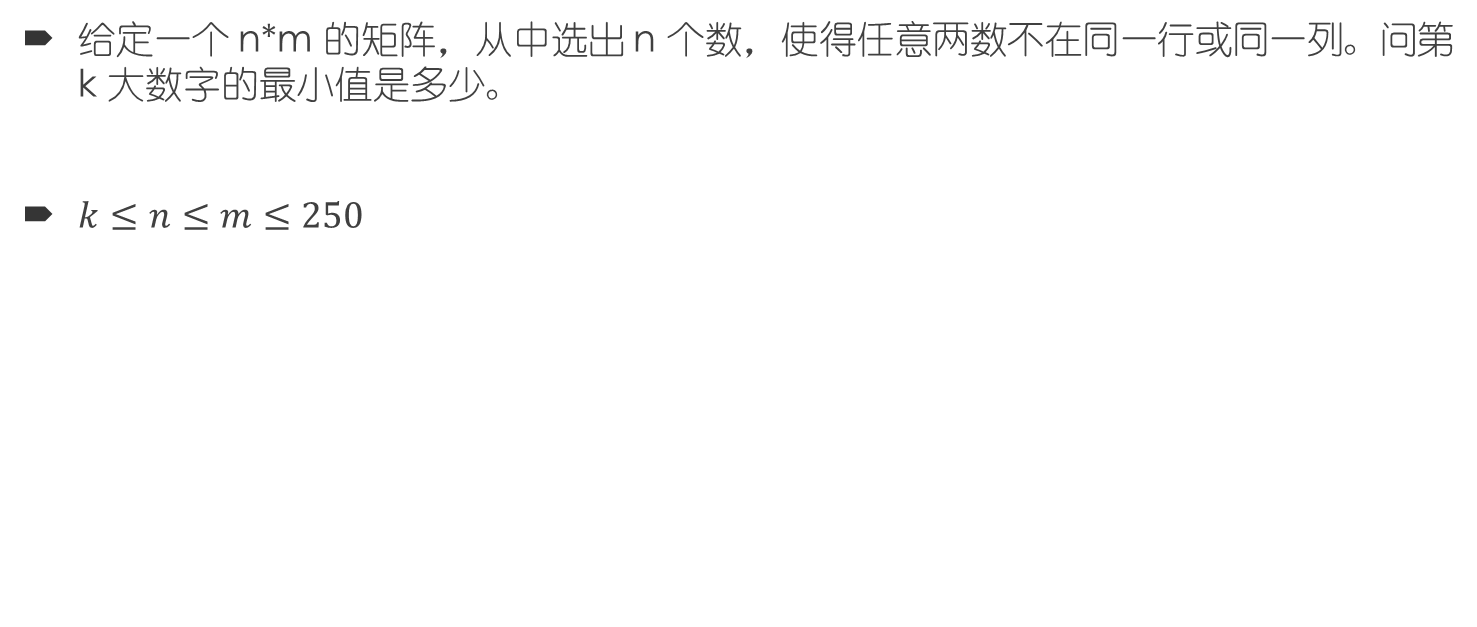 给定一个 n*m 的矩阵，从中选出 n 个数，使得任意两数不在同一行或同一列。问第
k 大数字的最小值是多少。
k ≤ n ≤ m ≤ 250